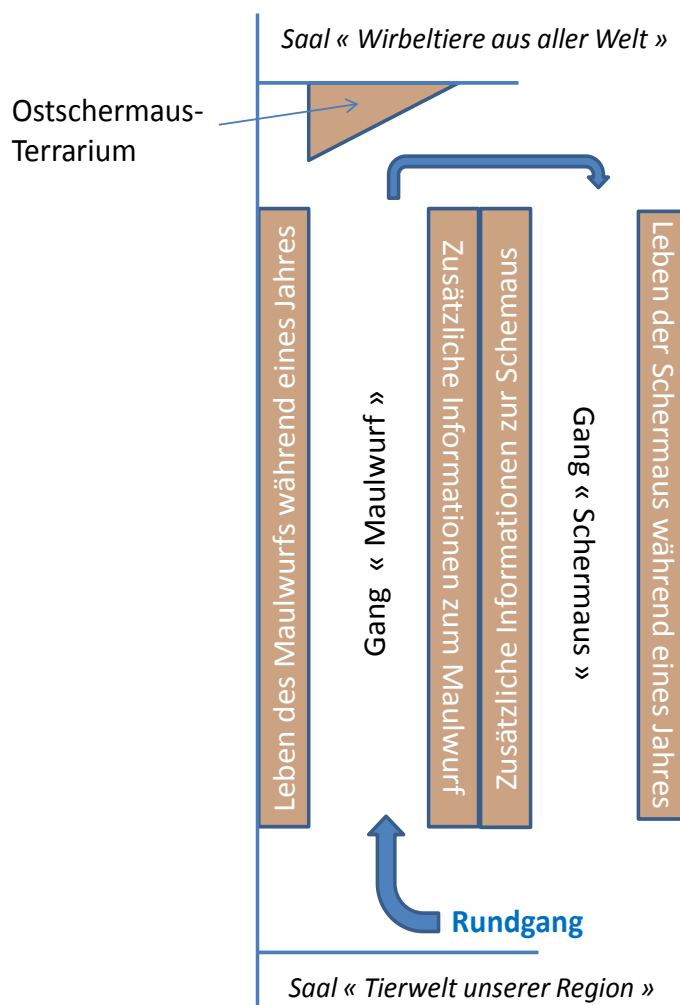 Saal « Wirbeltiere aus aller Welt »
Ostschermaus-
Terrarium
Leben des Maulwurfs während eines Jahres
Gang « Maulwurf »
Zusätzliche Informationen zum Maulwurf
Zusätzliche Informationen zur Schemaus
Gang « Schermaus »
Leben der Schermaus während eines Jahres
Rundgang
Saal « Tierwelt unserer Region »